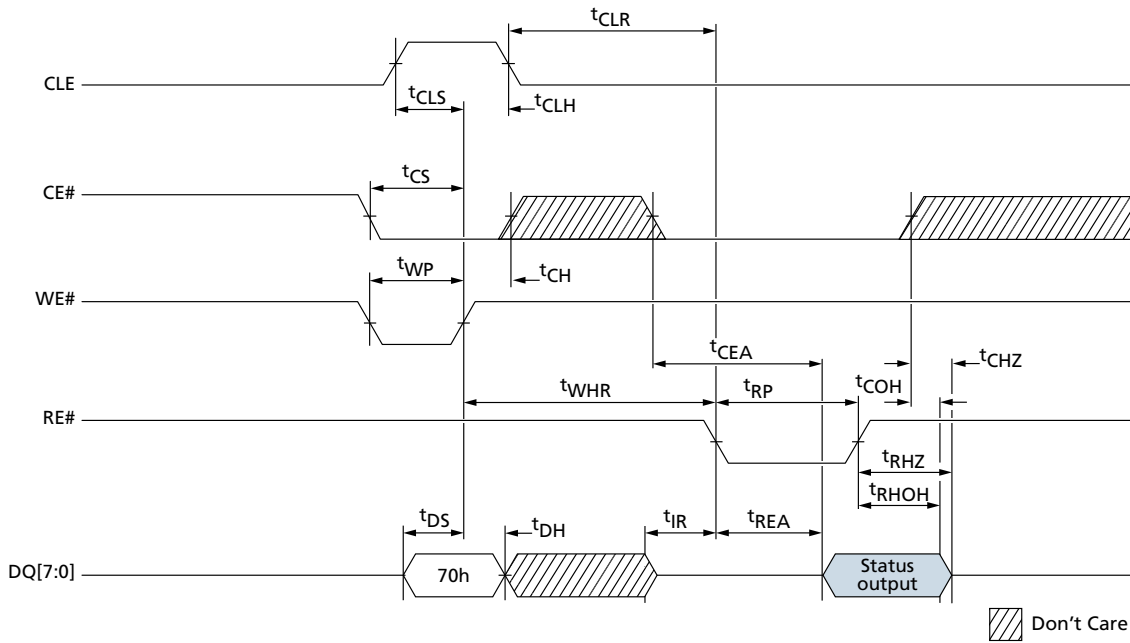 tCLR
CLE
tCLS
tCLH
tCS
CE#
tWP
tCH
WE#
tCEA
tCHZ
tWHR
tRP
tCOH
RE#
tRHZ
tRHOH
tDS
tDH
tIR
tREA
DQ[7:0]
70h
Status
output
Don't Care